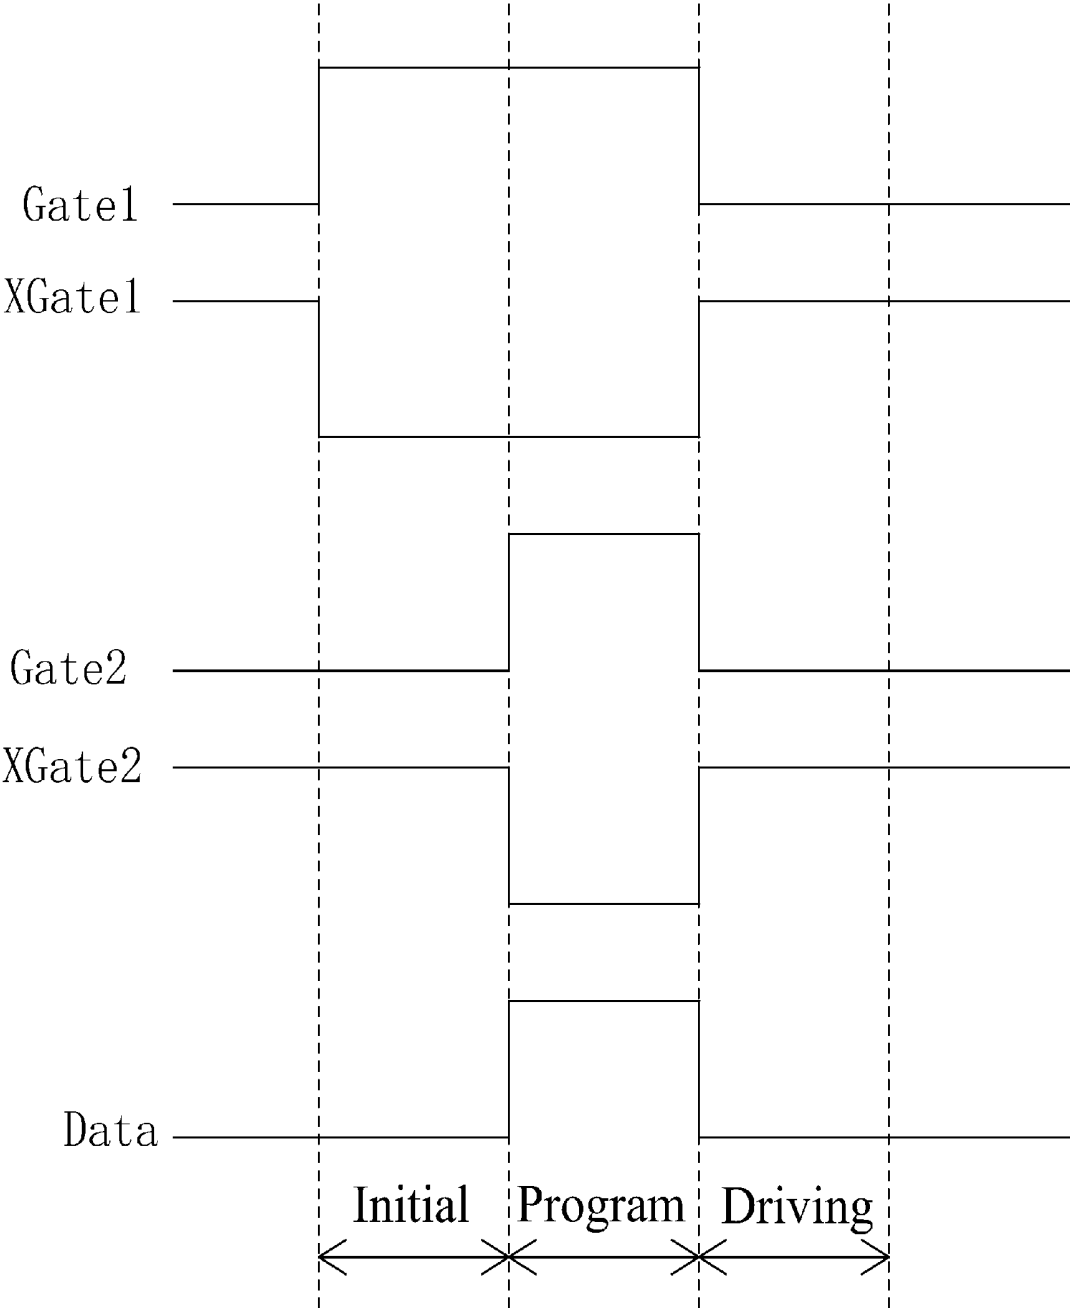 Gate1
XGate1
Gate2
XGate2
Data
Initial Program Driving